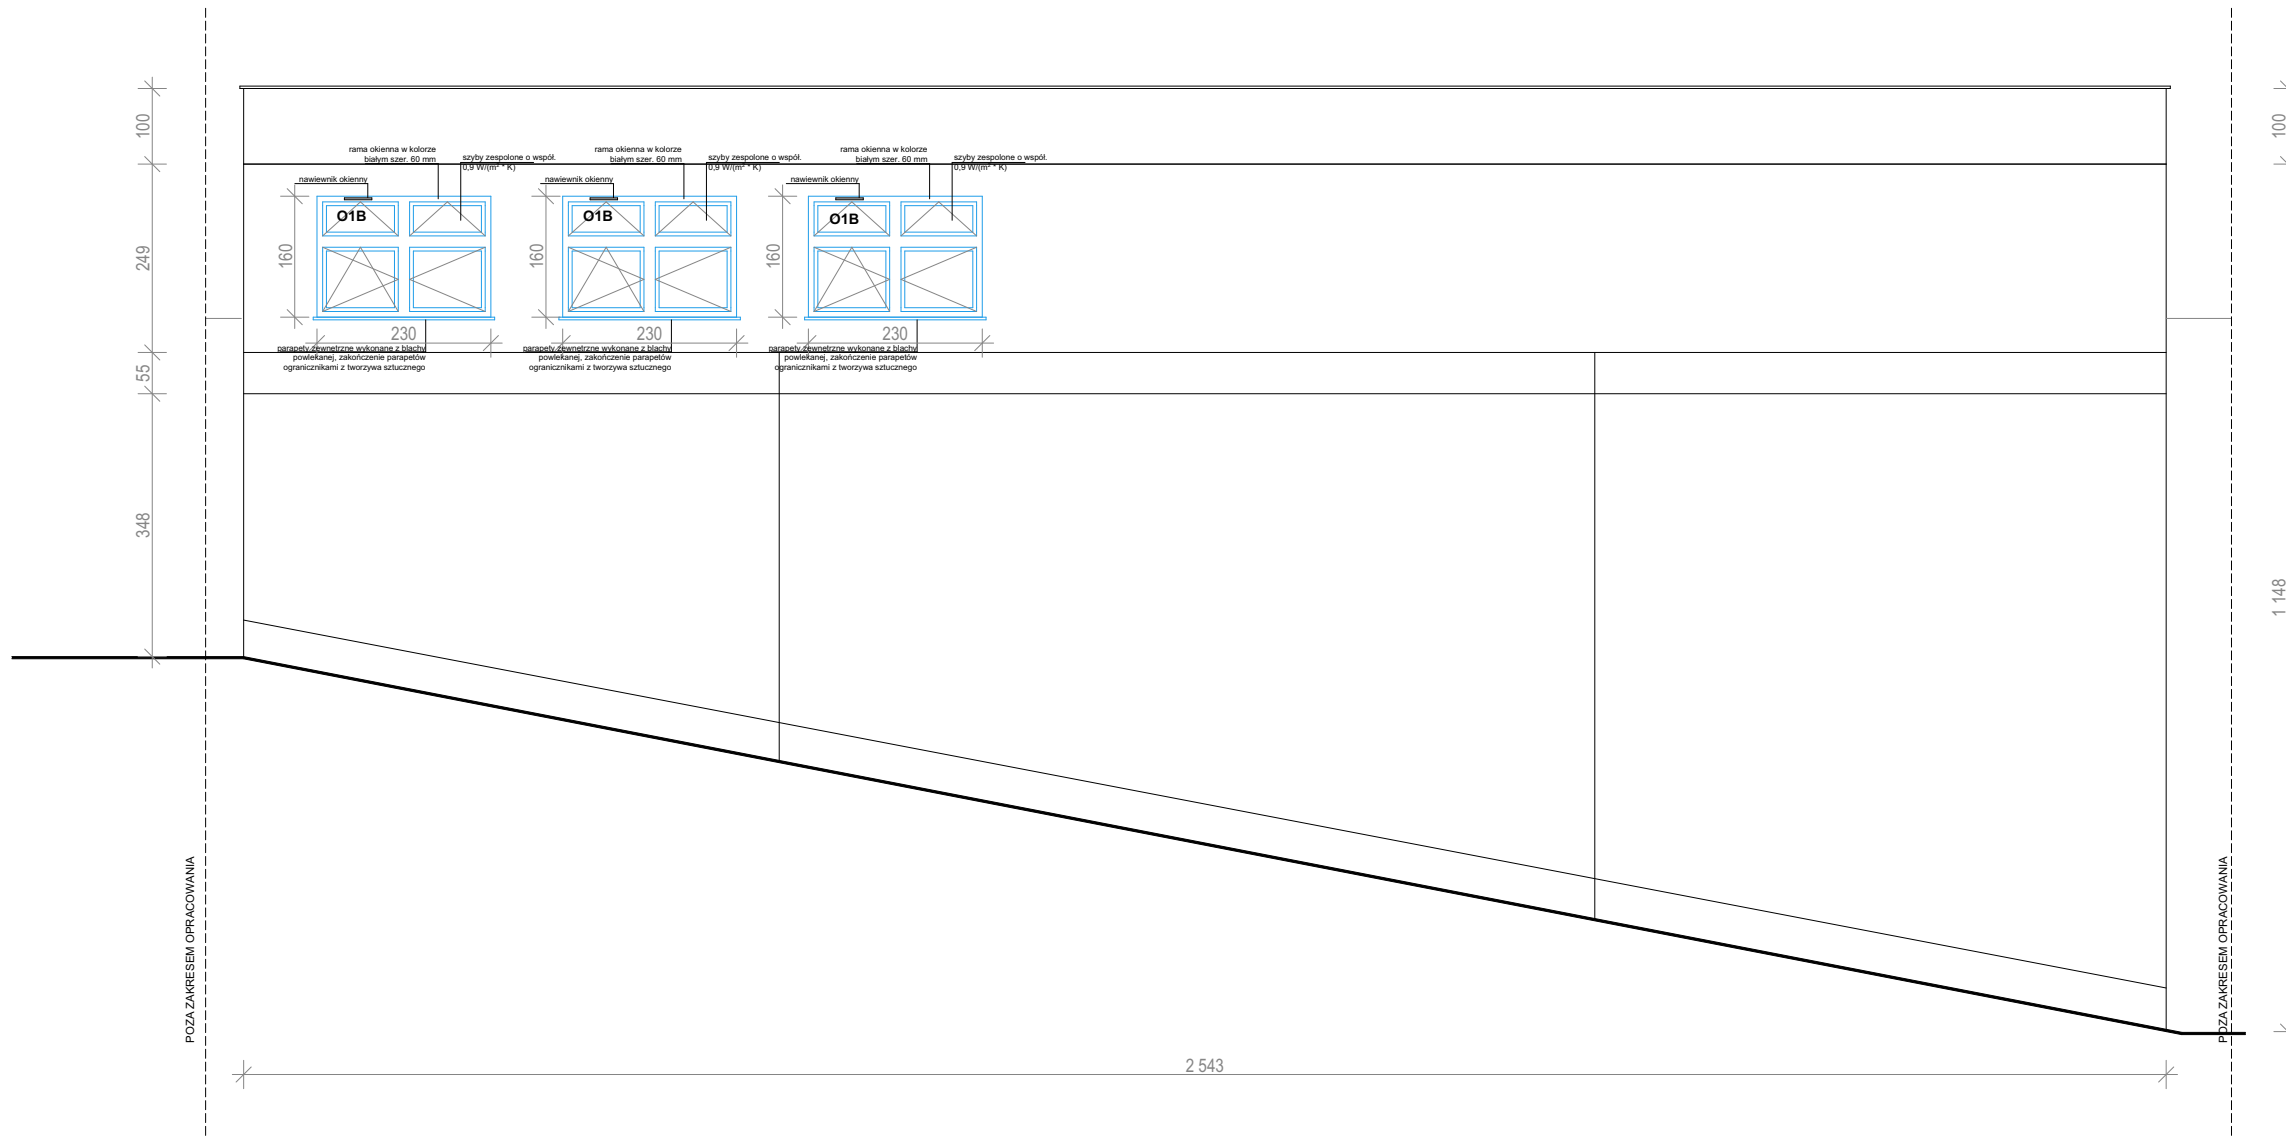 100
100
rama okienna w kolorze
białym szer. 60 mm
szyby zespolone o współ.
0,9 W/(m² * K)
nawiewnik okienny
rama okienna w kolorze
białym szer. 60 mm
szyby zespolone o współ.
0,9 W/(m² * K)
nawiewnik okienny
rama okienna w kolorze
białym szer. 60 mm
szyby zespolone o współ.
0,9 W/(m² * K)
nawiewnik okienny
O1B
O1B
O1B
249
160
160
160
230
230
230
parapety zewnętrzne wykonane z blachy
powlekanej, zakończenie parapetów
ogranicznikami z tworzywa sztucznego
parapety zewnętrzne wykonane z blachy
powlekanej, zakończenie parapetów
ogranicznikami z tworzywa sztucznego
parapety zewnętrzne wykonane z blachy
powlekanej, zakończenie parapetów
ogranicznikami z tworzywa sztucznego
55
348
1 148
POZA ZAKRESEM OPRACOWANIA
POZA ZAKRESEM OPRACOWANIA
2 543